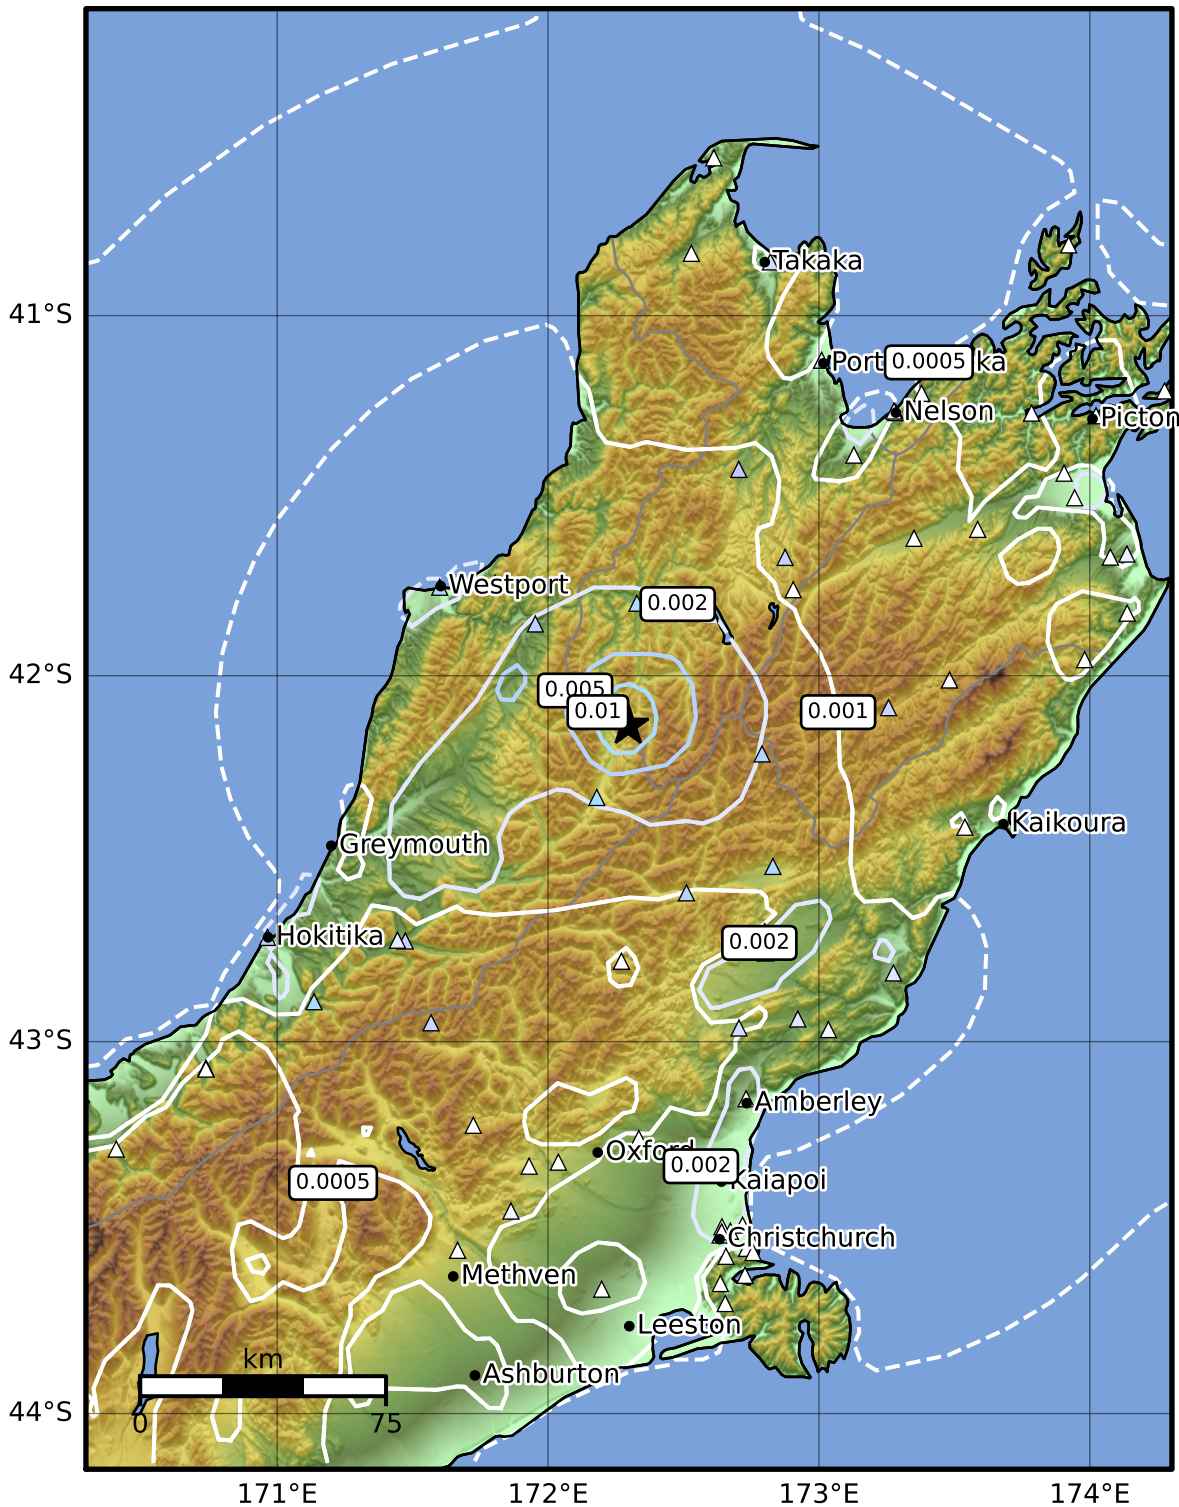 Takaka
41°S
Port
0.0005
ka
Nelson
Picton
Westport
0.002
42°S
0.005
0.01
0.001
Kaikoura
Greymouth
Hokitika
0.002
43°S
Amberley
Oxford
0.002
Kaiapoi
0.0005
Christchurch
Methven
Leeston
km
Ashburton
0
75
44°S
171°E
172°E
173°E
174°E